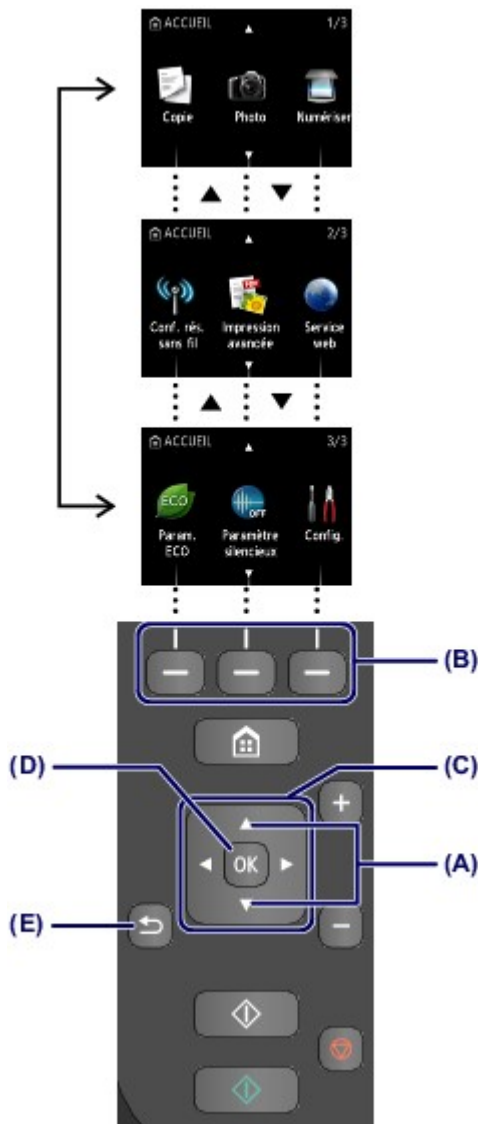 ACCUEIL 1/3
Copie Photo Numériser
ACCUEIL 2/3
Conf. rés. sans fil Impression avancée Service web
ACCUEIL 3/3
ECO OFF
Param. ECO Paramètre silencieux Config.
(B)
(D) (C)
+
OK (A)
(E)